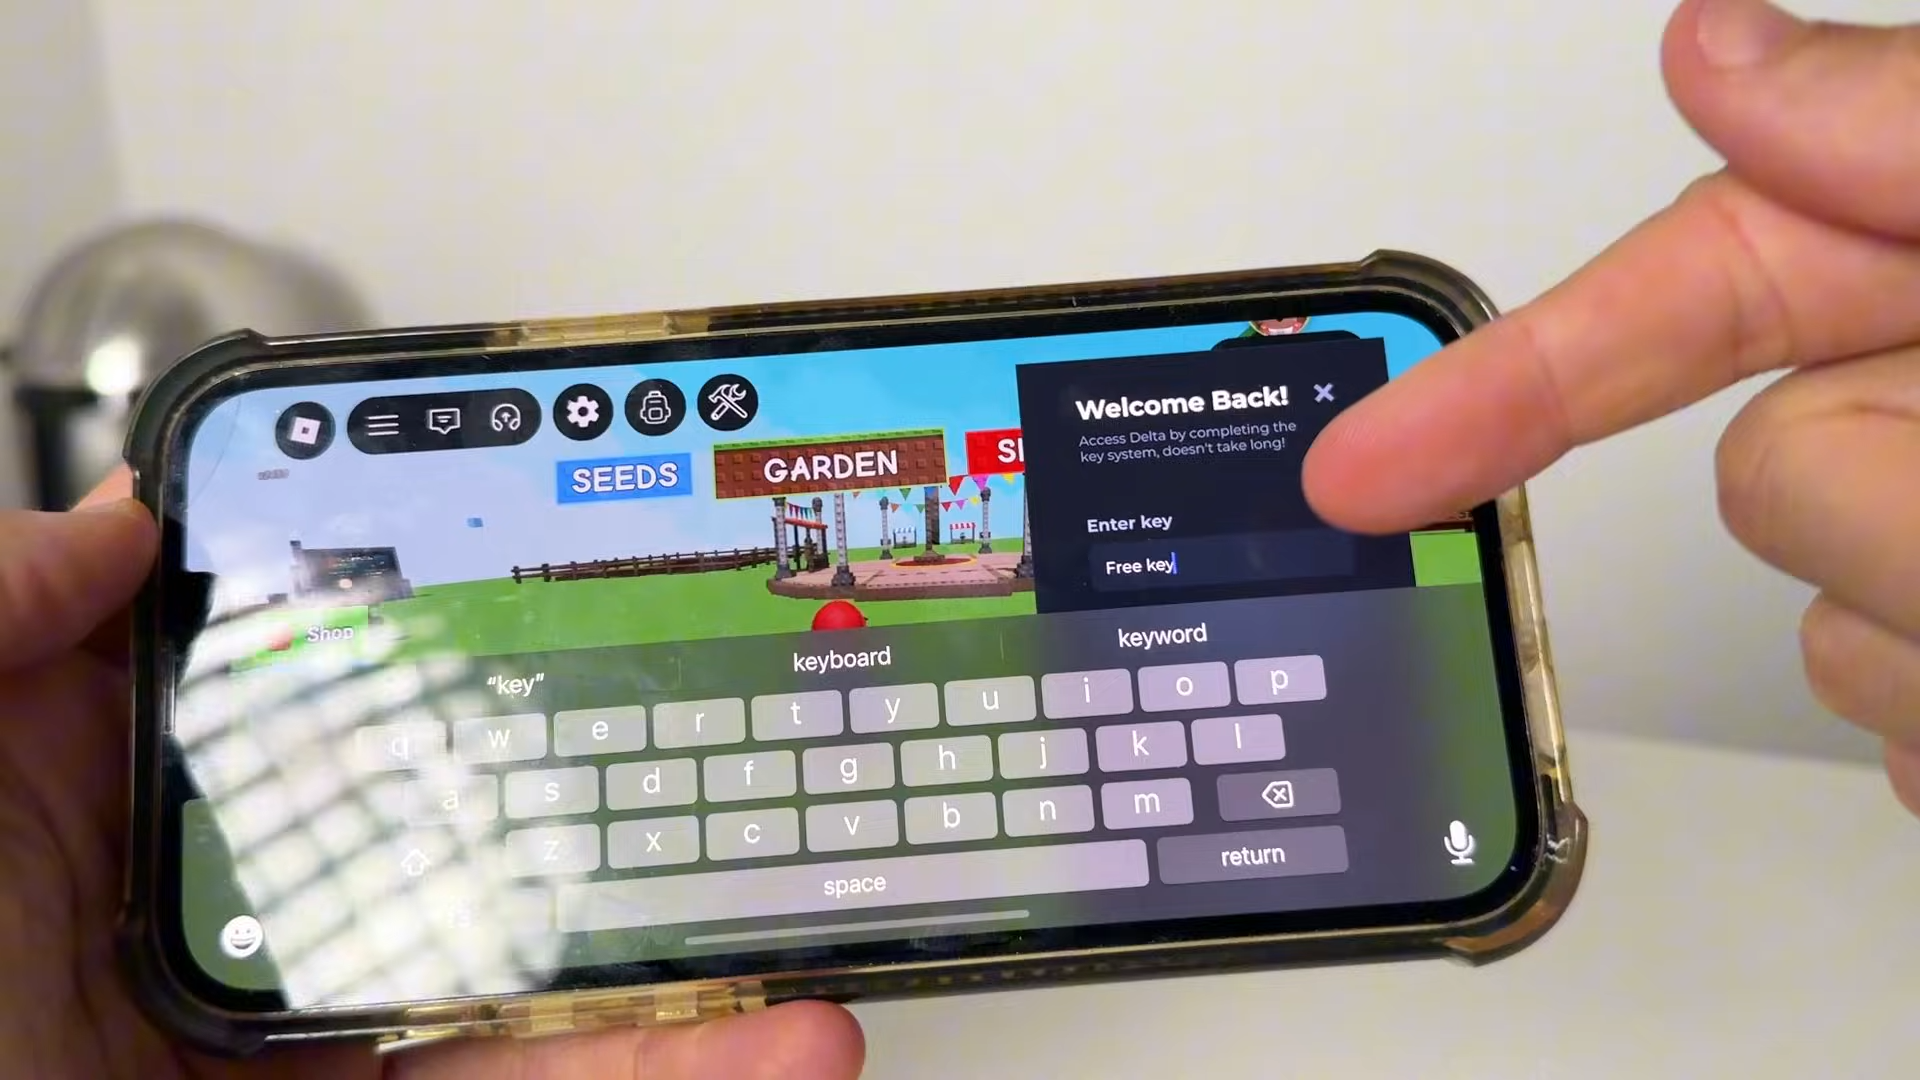 Welcome Back!
Access Delta by completing the
key system, doesn't take long!
SEEDS
GARDEN
Enter key
Free key
Shop
"key"
keyboard
keyword
q w e r t y u i o p
a s d f g h j k l
z x c v b n m
space
return